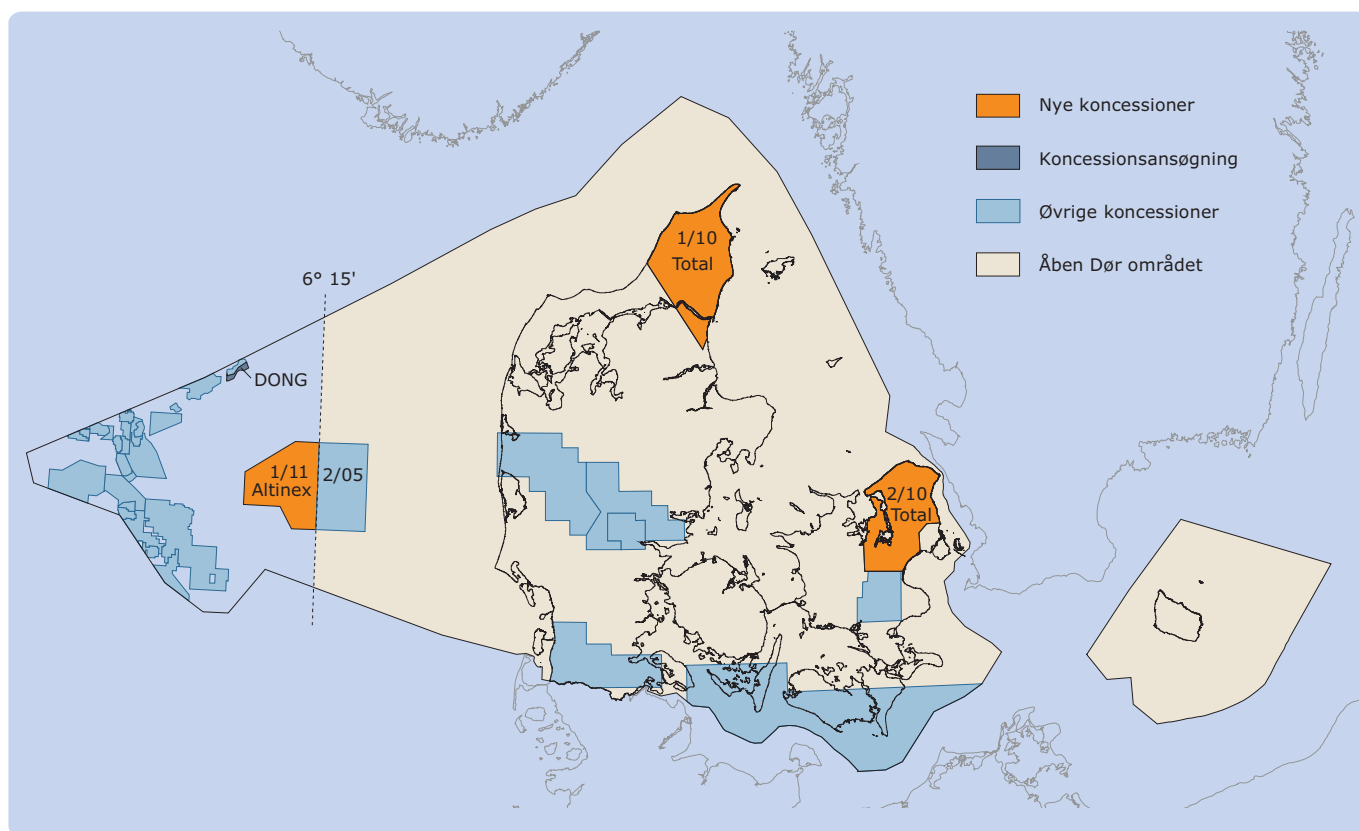 Nye koncessioner
Koncessionsansøgning
Øvrige koncessioner
Åben Dør området
1/10
Total
6° 15'
DONG
1/11
Altinex
2/05
2/10
Total